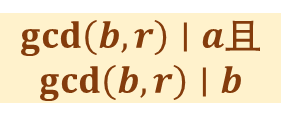 gcd(b,r) | a且
gcd(b,r) | b